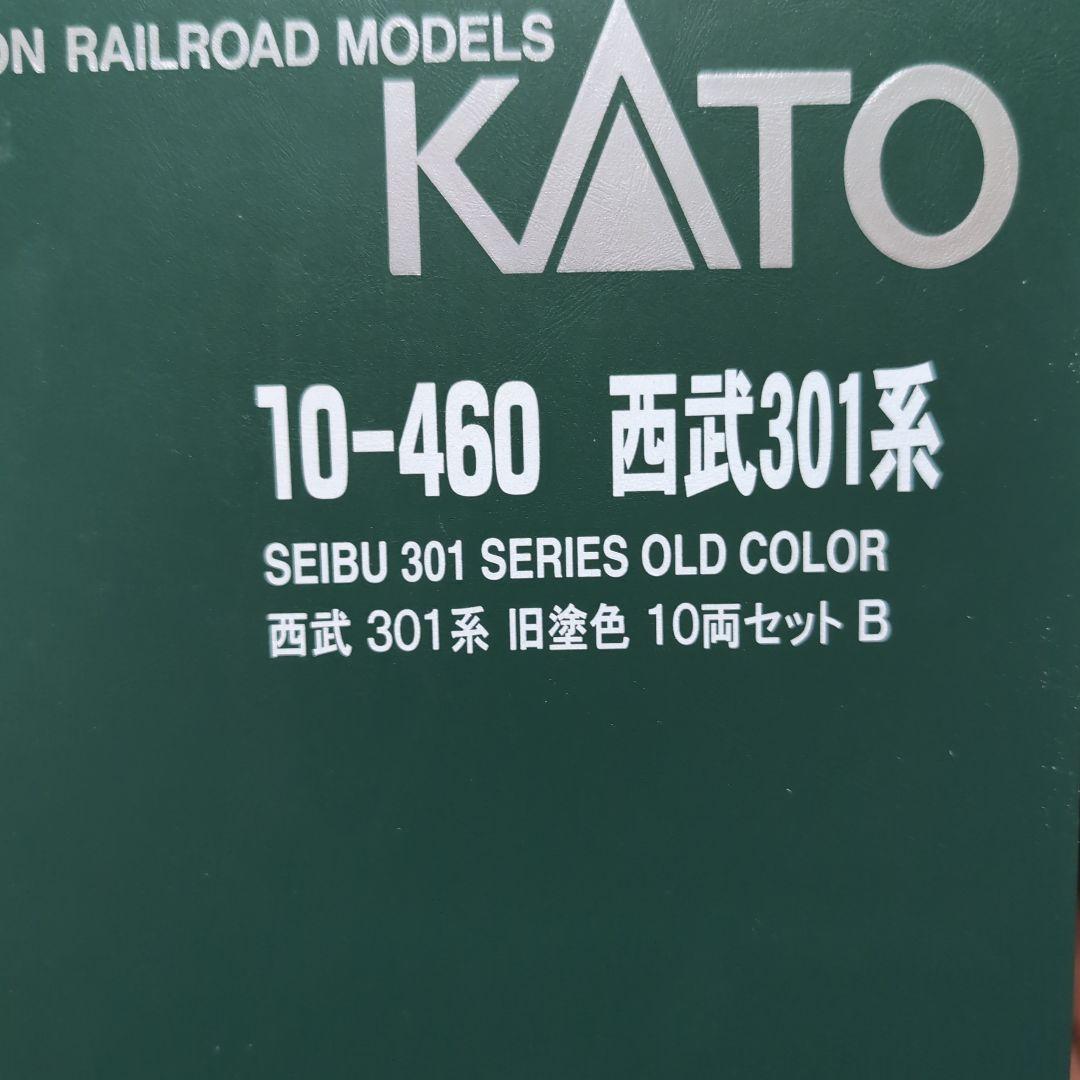 ON RAILROAD MODELS
KATO
10-460 西武301系
SEIBU 301 SERIES OLD COLOR
西武 301系 旧塗色 10両セット B